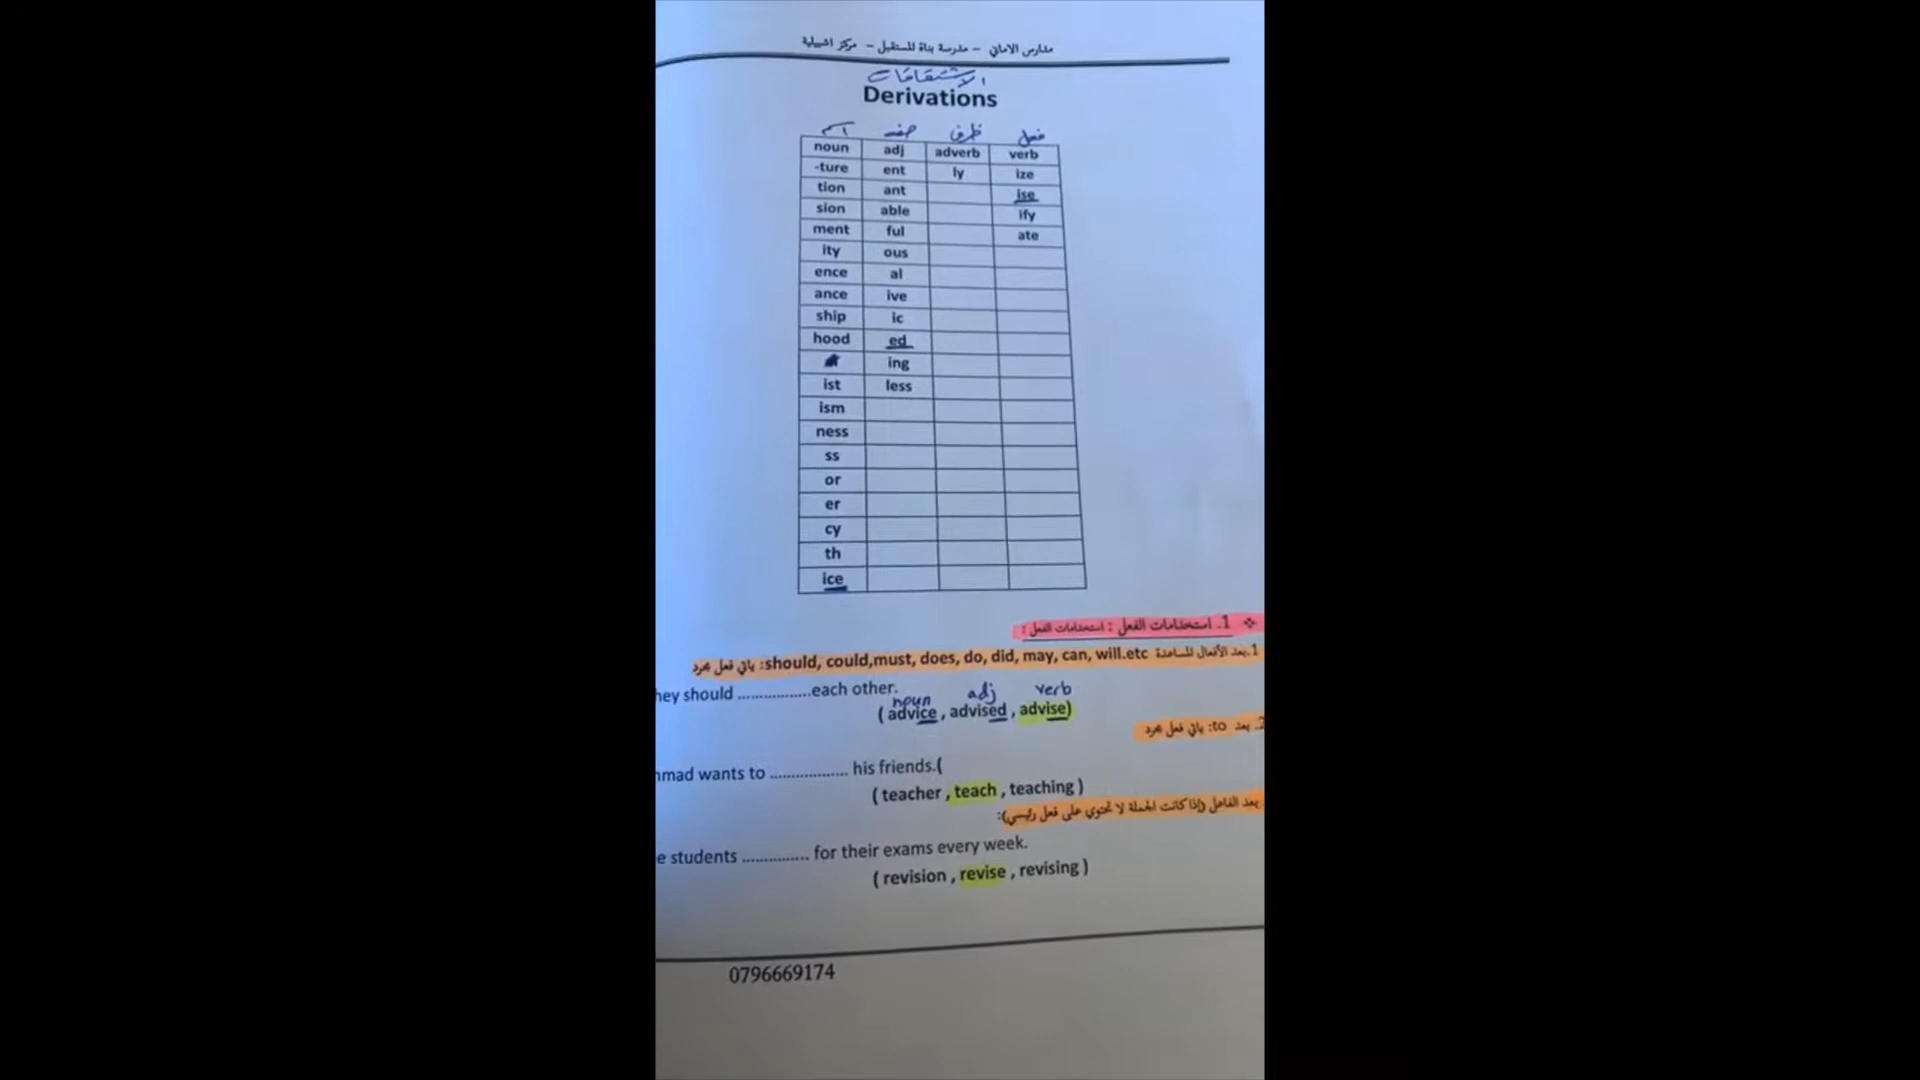 مدارس الاماني – مدرسة بناة المستقبل – مركز اشبيلية
الاشتقاقات
Derivations
اسم صفة ظرف فعل
noun adj adverb verb
-ture ent ly ize
tion ant ise
sion able ify
ment ful ate
ity ous
ence al
ance ive
ship ic
hood ed
ing
ist less
ism
ness
ss
or
er
cy
th
ice
❖ 1. استخدامات الفعل : استخدامات الفعل :
1.بعد الأفعال المساعدة should, could,must, does, do, did, may, can, will.etc: ياتي فعل مجرد
hey should .................each other.
noun adj verb
( advice , advised , advise)
2. بعد to: ياتي فعل مجرد
mad wants to .................. his friends.(
( teacher , teach , teaching )
. بعد الفاعل (إذا كانت الجملة لا تحتوي على فعل رئيسي):
e students ............... for their exams every week.
( revision , revise , revising )
0796669174